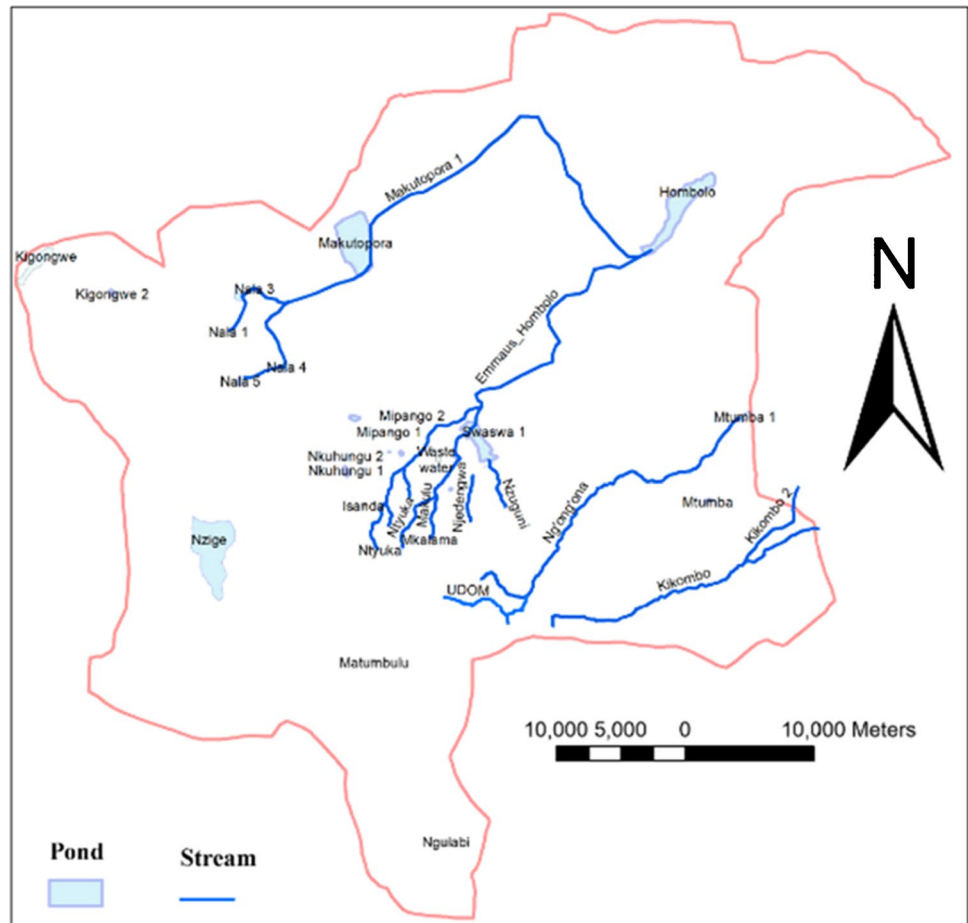 Makutopora 1
Hombolo
N
Makutopora
Kigongwe
Kigongwe 2
Nala 3
Nala 1
Nala 4
Nala 5
Emmaus_Hombolo
Mipango 2
Mipango 1
Swaswa 1
Mtumba 1
Nkuhungu 2
Nkuhungu 1
Waste
water
Isanda
Ntyuka
Makulu
Njedengwa
Nzuguni
Ng'ong'ona
Mtumba
Kikombo 2
Nzige
Ntyuka
Mkalama
UDOM
Kikombo
Matumbulu
10,000 5,000 0 10,000 Meters
Ngulabi
Pond
Stream